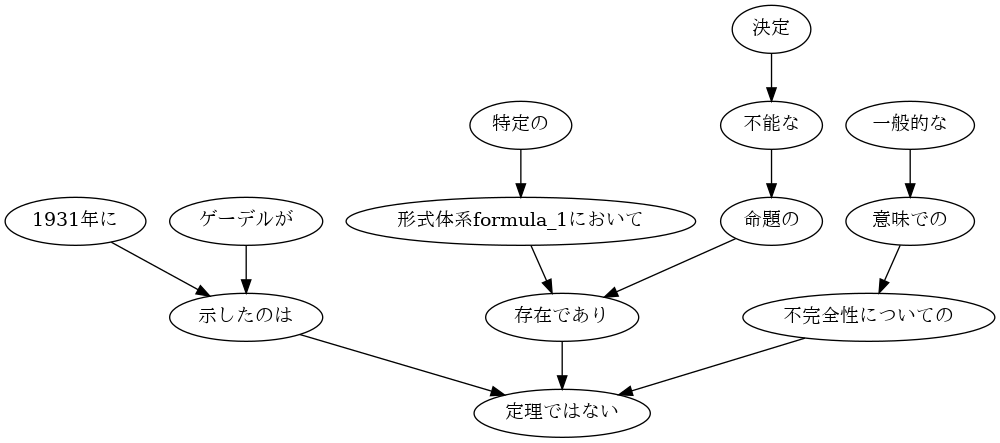 決定
特定の
不能な
一般的な
1931年に
ゲーデルが
形式体系formula_1において
命題の
意味での
示したのは
存在であり
不完全性についての
定理ではない